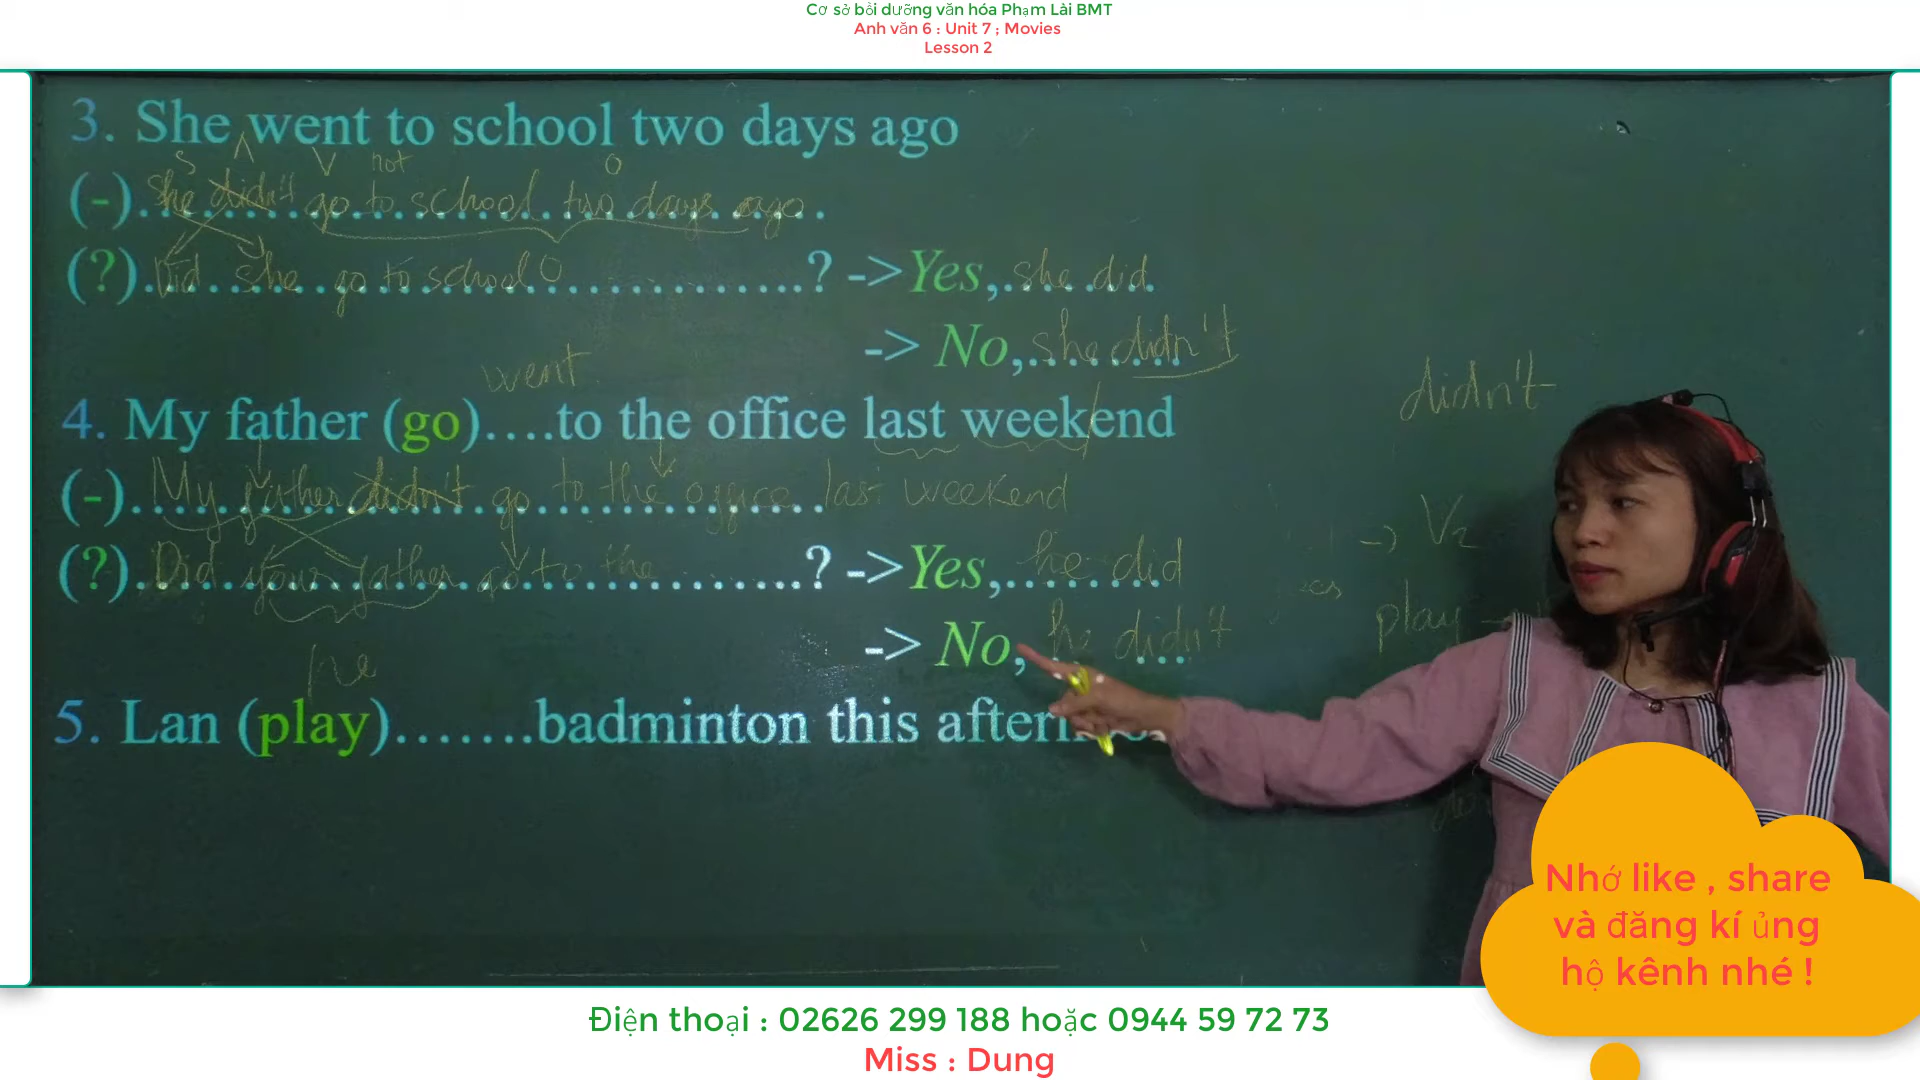 Cơ sở bồi dưỡng văn hóa Phạm Lài BMT
Anh văn 6 : Unit 7 ; Movies
Lesson 2
3. She went to school two days ago
S V not O
(-) She didn't go to school two days ago.
(?) Did she go to school O ? -> Yes, she did
-> No, she didn't
went
didn't
4. My father (go)....to the office last weekend
(-) My father didn't go to the office last weekend
-> V2
(?) Did your father go to the ? -> Yes, he did
play
-> No, he didn't
he
5. Lan (play).......badminton this
Nhớ like , share
và đăng kí ủng
hộ kênh nhé !
Điện thoại : 02626 299 188 hoặc 0944 59 72 73
Miss : Dung